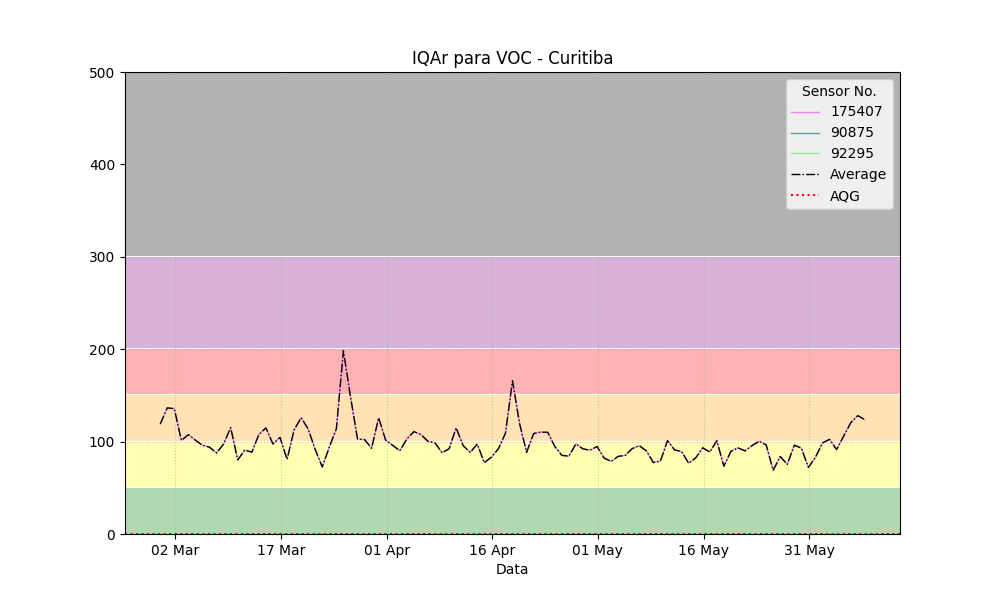 IQAr para VOC - Curitiba
500
400
300
200
100
0
Sensor No.
175407
90875
92295
Average
AQG
02 Mar
17 Mar
01 Apr
16 Apr
01 May
16 May
31 May
Data